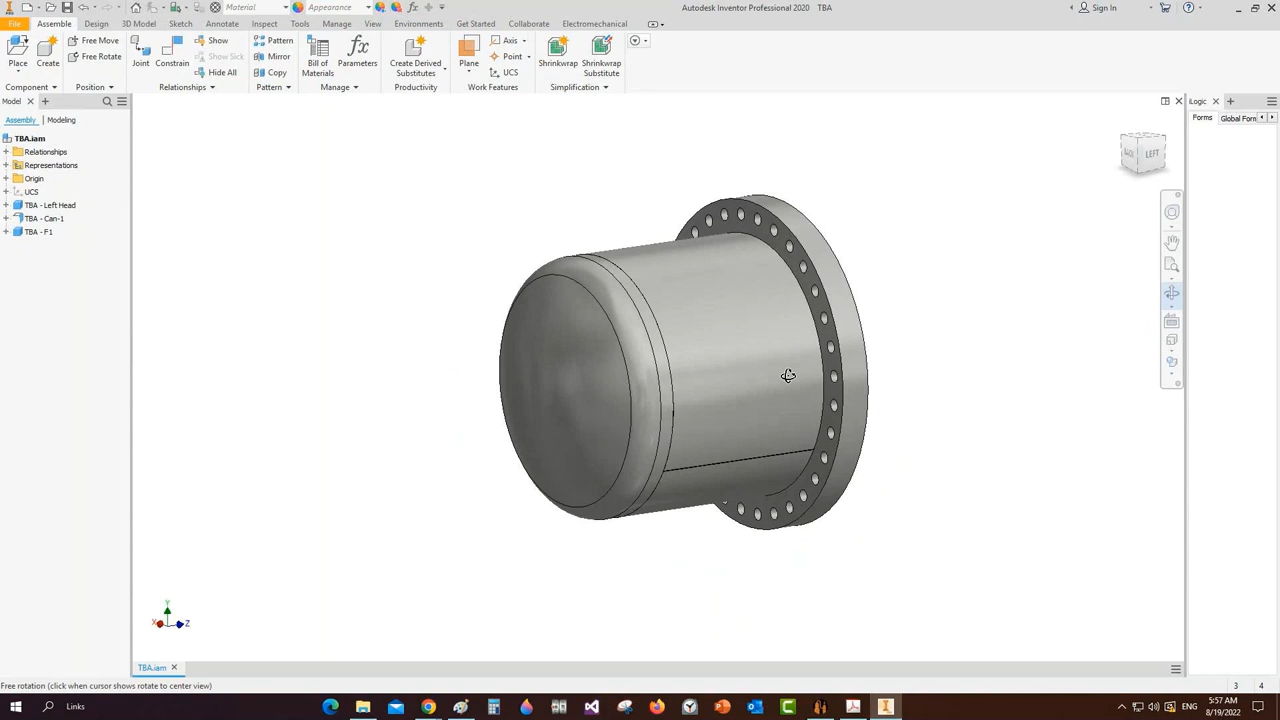 Material
Appearance
Autodesk Inventor Professional 2020
TBA
Sign In
File
Assemble
Design
3D Model
Sketch
Annotate
Inspect
Tools
Manage
View
Environments
Get Started
Collaborate
Electromechanical
Place
Create
Free Move
Free Rotate
Joint
Constrain
Show
Show Sick
Hide All
Pattern
Mirror
Copy
Bill of Materials
fx
Parameters
Create Derived Substitutes
Plane
Axis
Point
UCS
Shrinkwrap
Shrinkwrap Substitute
Component
Position
Relationships
Pattern
Manage
Productivity
Work Features
Simplification
Model
iLogic
Assembly
Modeling
Forms
Global Forn
TBA.iam
Relationships
Representations
Origin
UCS
TBA - Left Head
TBA - Can-1
TBA - F1
LEFT
Y
X
Z
TBA.iam
Free rotation (click when cursor shows rotate to center view)
3
4
Links
5:57 AM
8/19/2022